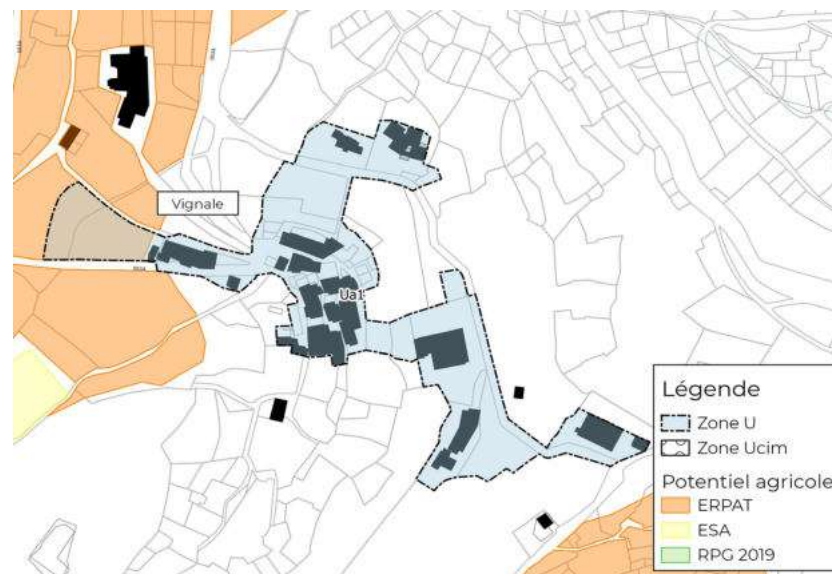 Vignale
Ua1
Légende
Zone U
Zone Ucim
Potentiel agricole
ERPAT
ESA
RPG 2019